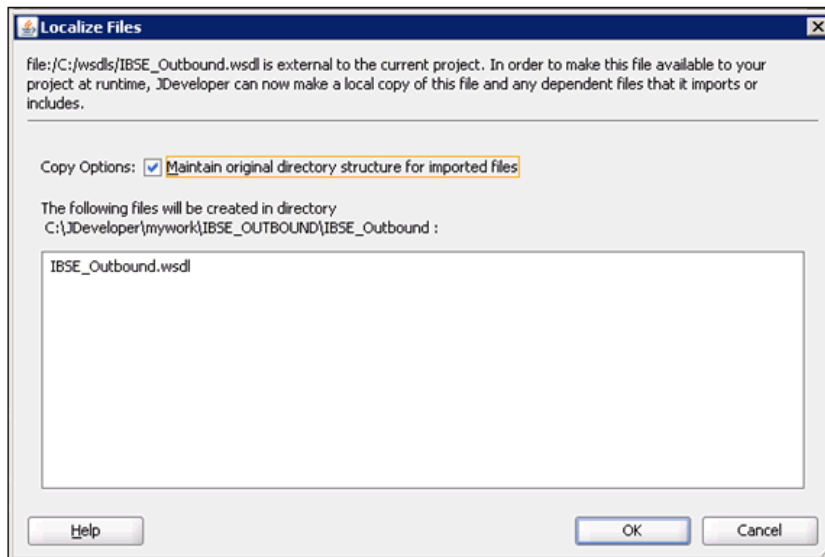 Localize Files
file:/C:/wsdls/IBSE_Outbound.wsdl is external to the current project. In order to make this file available to your
project at runtime, JDeveloper can now make a local copy of this file and any dependent files that it imports or
includes.
Copy Options: Maintain original directory structure for imported files
The following files will be created in directory
C:\JDeveloper\mywork\IBSE_OUTBOUND\IBSE_Outbound :
IBSE_Outbound.wsdl
Help OK Cancel